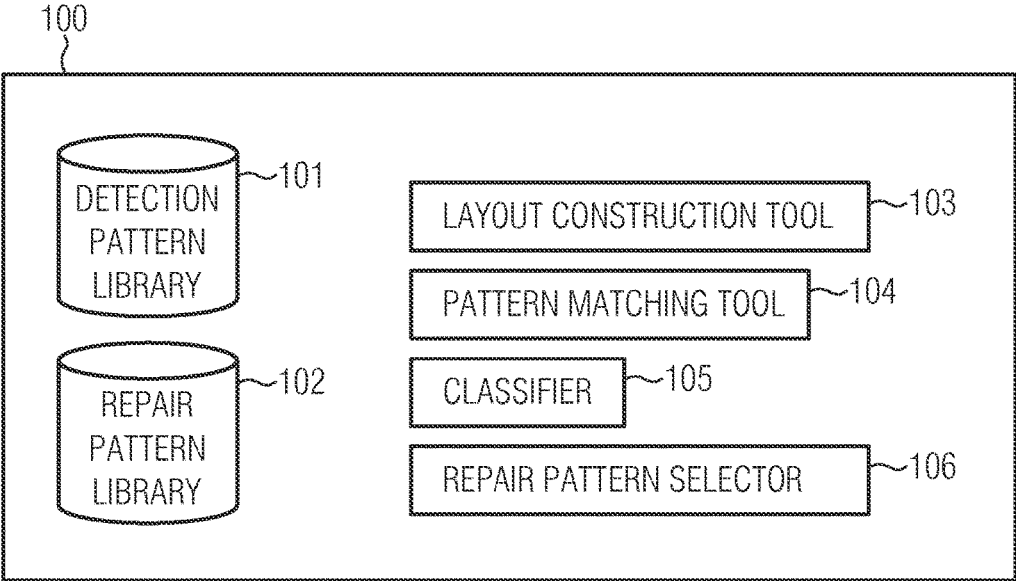 100
DETECTION
PATTERN
LIBRARY
101
REPAIR
PATTERN
LIBRARY
102
LAYOUT CONSTRUCTION TOOL
103
PATTERN MATCHING TOOL
104
CLASSIFIER
105
REPAIR PATTERN SELECTOR
106